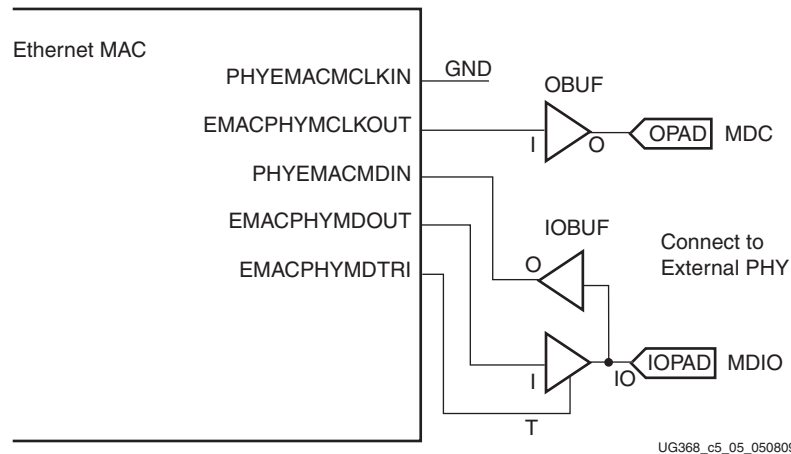 Ethernet MAC
PHYEMACMCLKIN
GND
OBUF
EMACPHYMCLKOUT
I
O
OPAD
MDC
PHYEMACMDIN
EMACPHYMDOUT
IOBUF
Connect to
External PHY
O
EMACPHYMDTRI
I
IO
IOPAD
MDIO
T
UG368_c5_05_050809